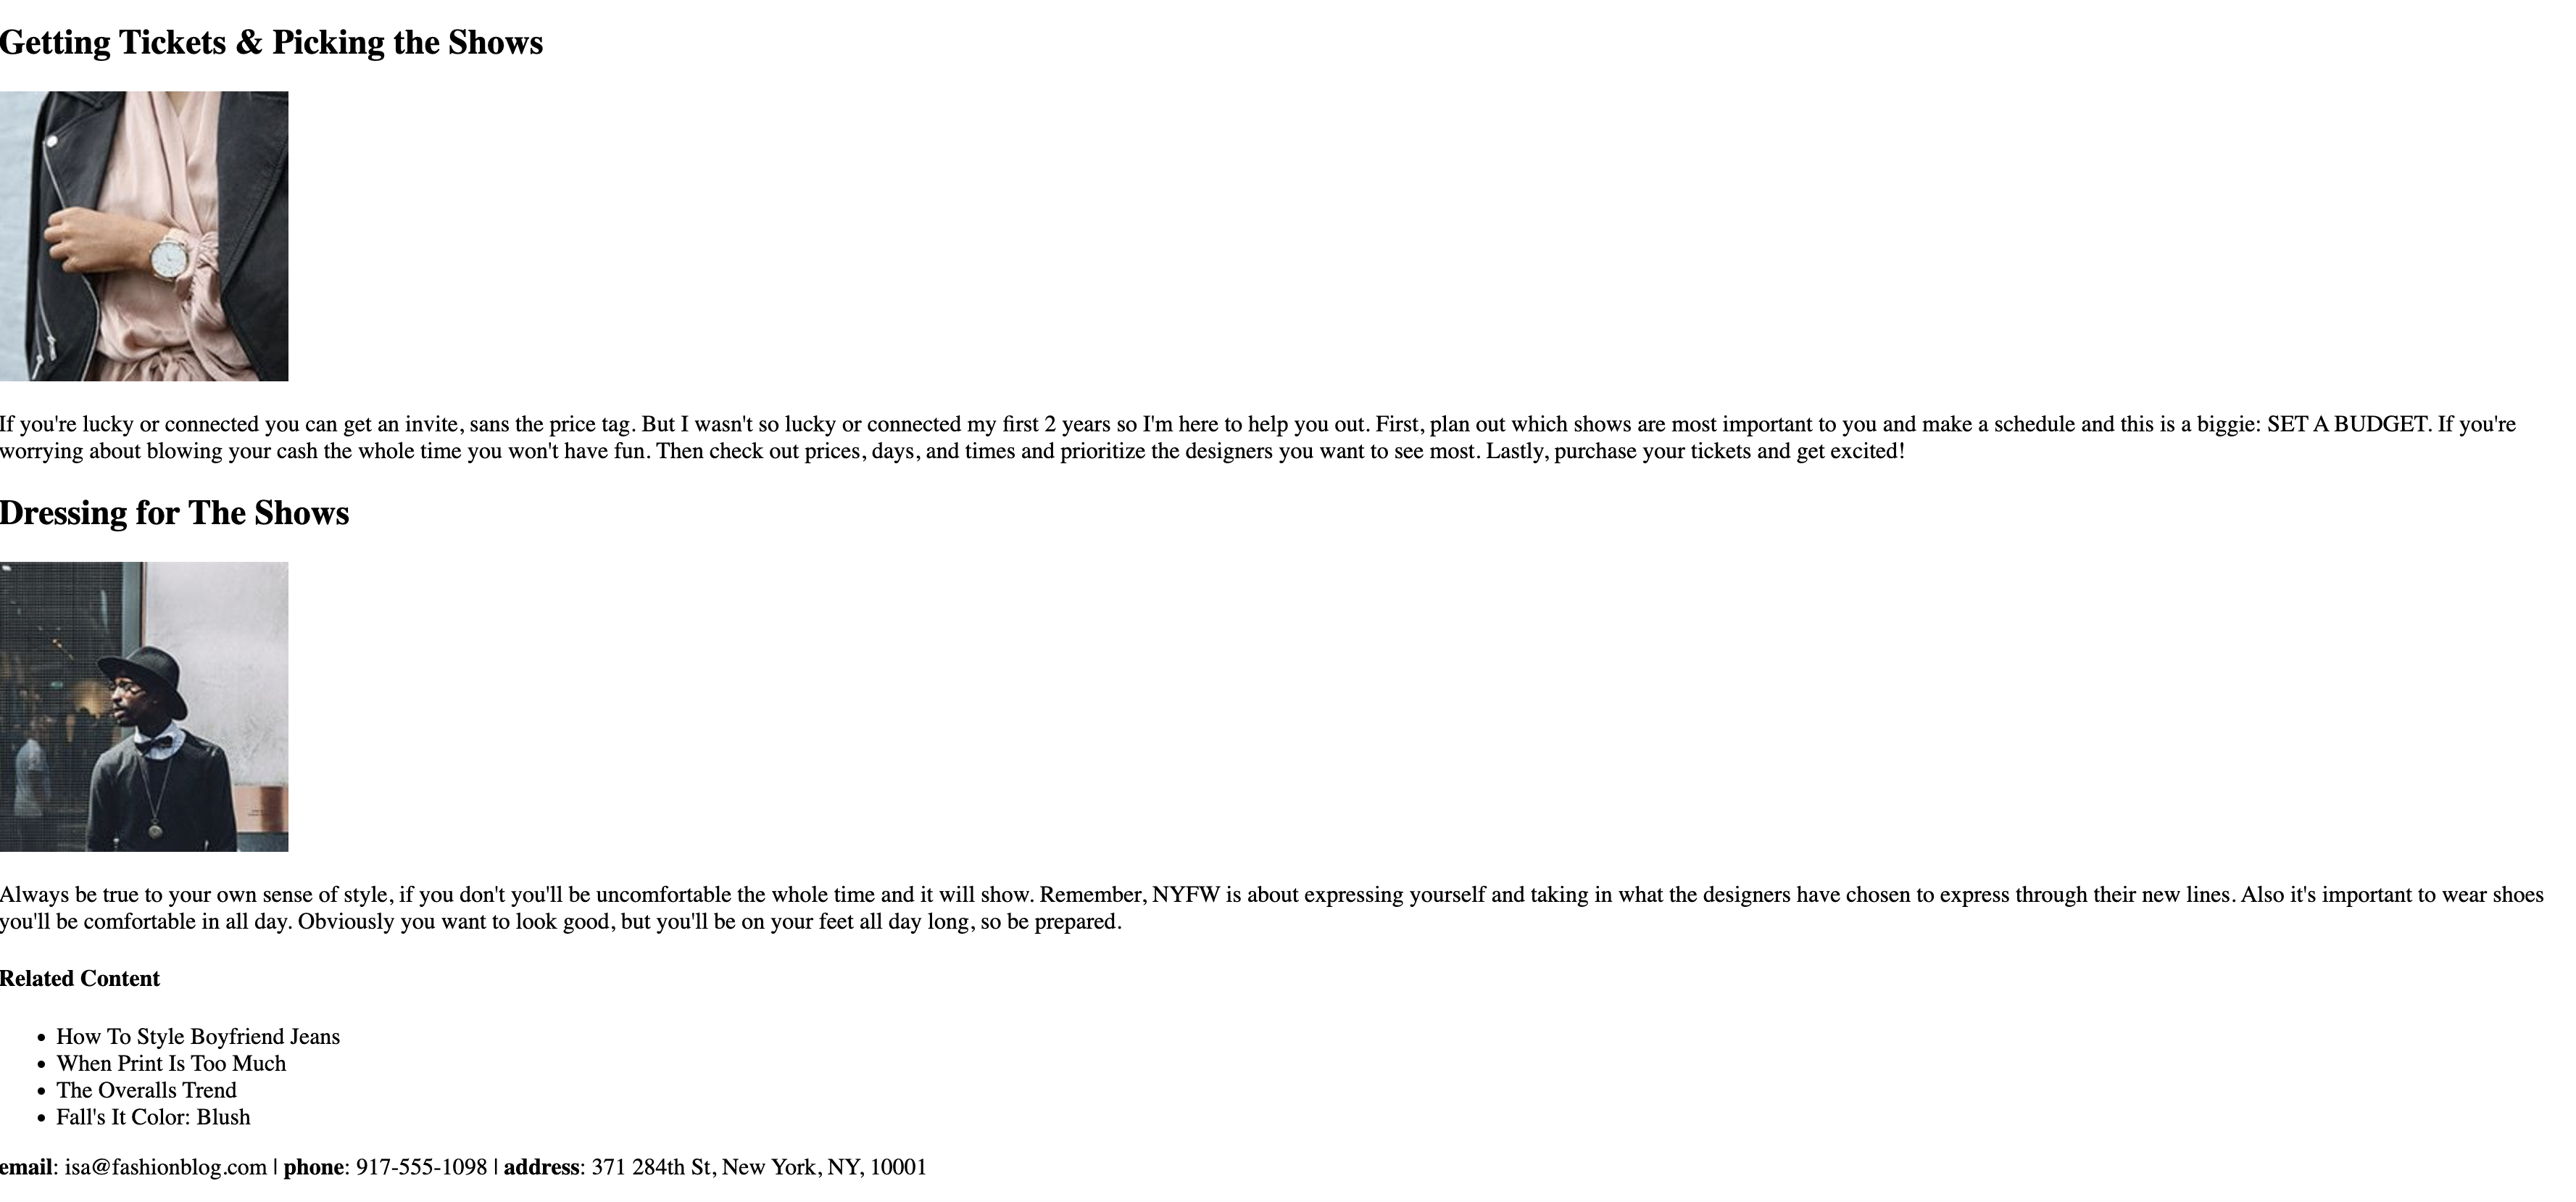 Getting Tickets & Picking the Shows
If you're lucky or connected you can get an invite, sans the price tag. But I wasn't so lucky or connected my first 2 years so I'm here to help you out. First, plan out which shows are most important to you and make a schedule and this is a biggie: SET A BUDGET. If you're
worrying about blowing your cash the whole time you won't have fun. Then check out prices, days, and times and prioritize the designers you want to see most. Lastly, purchase your tickets and get excited!
Dressing for The Shows
Always be true to your own sense of style, if you don't you'll be uncomfortable the whole time and it will show. Remember, NYFW is about expressing yourself and taking in what the designers have chosen to express through their new lines. Also it's important to wear shoes
you'll be comfortable in all day. Obviously you want to look good, but you'll be on your feet all day long, so be prepared.
Related Content
• How To Style Boyfriend Jeans
• When Print Is Too Much
• The Overalls Trend
• Fall's It Color: Blush
email: isa@fashionblog.com | phone: 917-555-1098 | address: 371 284th St, New York, NY, 10001